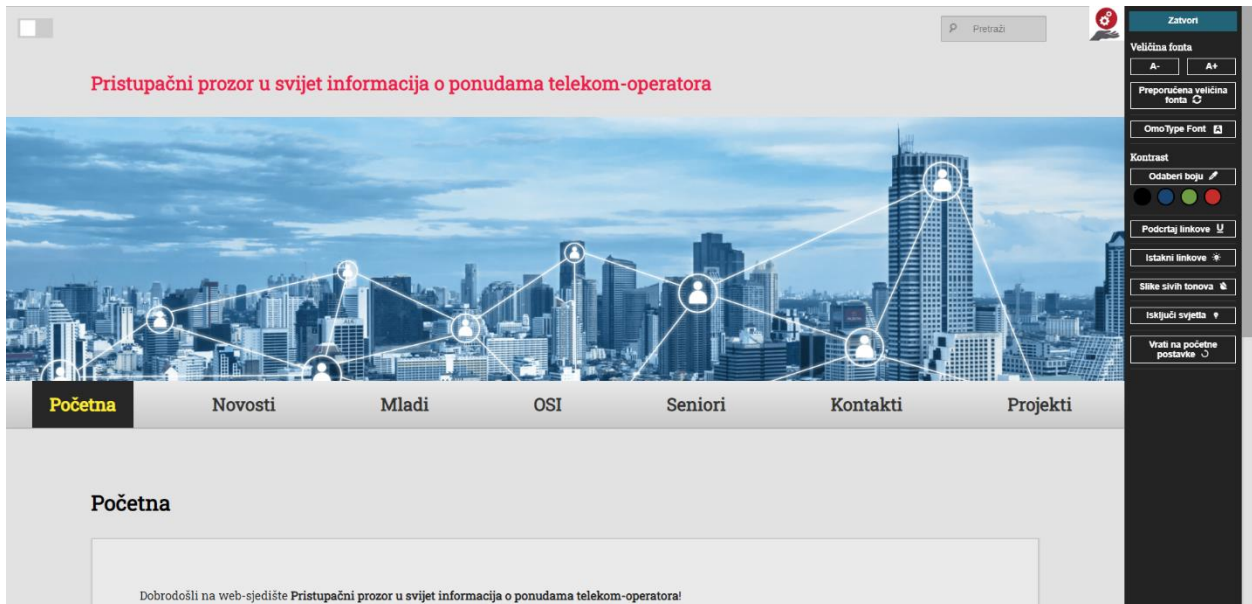 Pretraži
Pristupačni prozor u svijet informacija o ponudama telekom-operatora
Početna
Novosti
Mladi
OSI
Seniori
Kontakti
Projekti
Početna
Dobrodošli na web-sjedište Pristupačni prozor u svijet informacija o ponudama telekom-operatora!
Zatvori
Veličina fonta
A-
A+
Preporučena veličina
fonta
OmoType Font A
Kontrast
Odaberi boju
Podcrtaj linkove U
Istakni linkove
Slike sivih tonova
Isključi svjetla
Vrati na početne
postavke